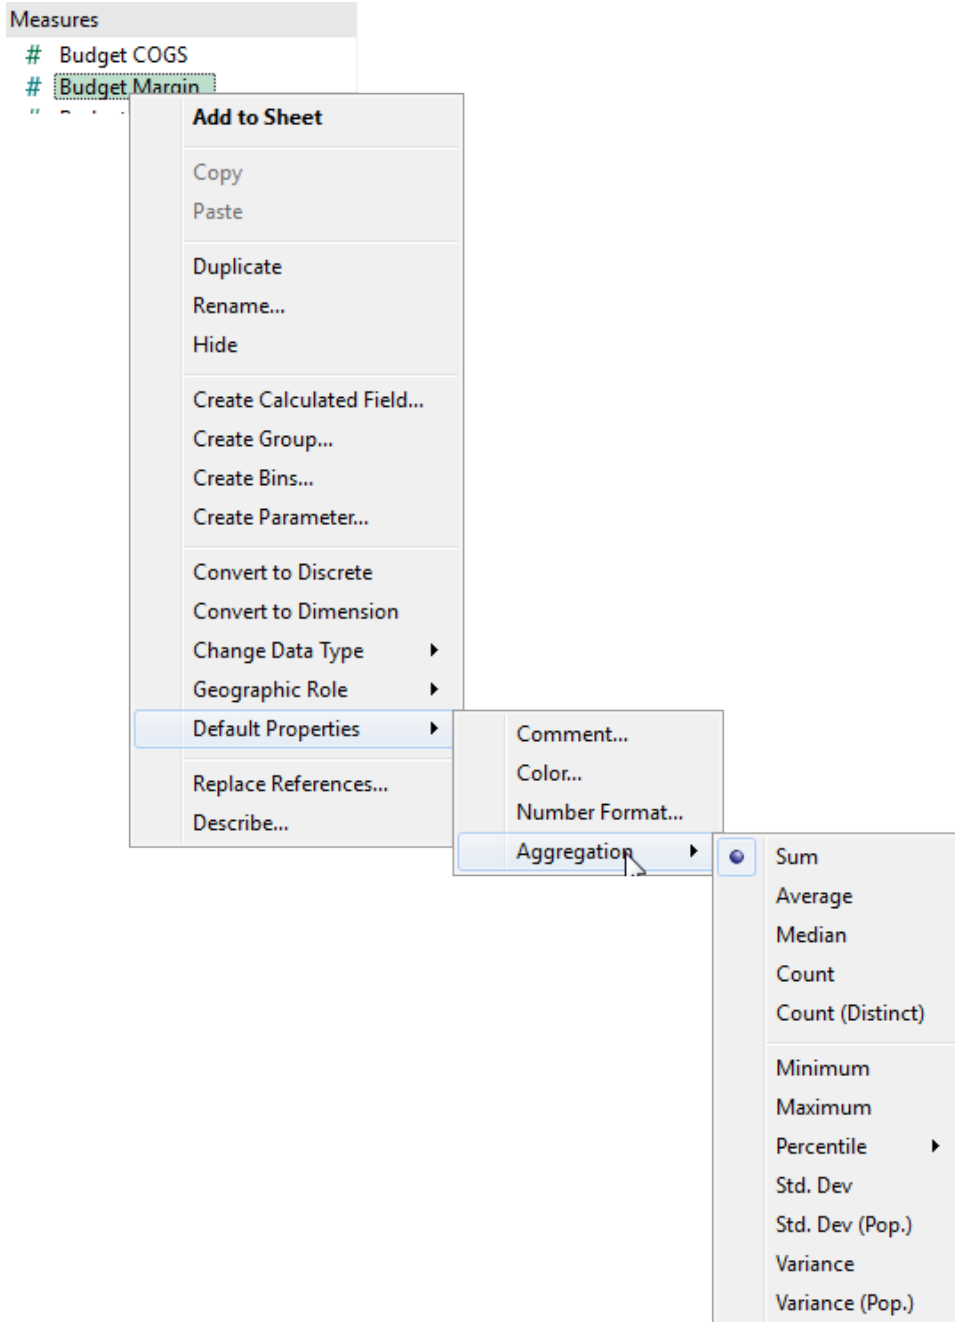 Measures
# Budget COGS
# Budget Margin
Add to Sheet
Copy
Paste
Duplicate
Rename...
Hide
Create Calculated Field...
Create Group...
Create Bins...
Create Parameter...
Convert to Discrete
Convert to Dimension
Change Data Type
Geographic Role
Default Properties
Replace References...
Describe...
Comment...
Color...
Number Format...
Aggregation
Sum
Average
Median
Count
Count (Distinct)
Minimum
Maximum
Percentile
Std. Dev
Std. Dev (Pop.)
Variance
Variance (Pop.)